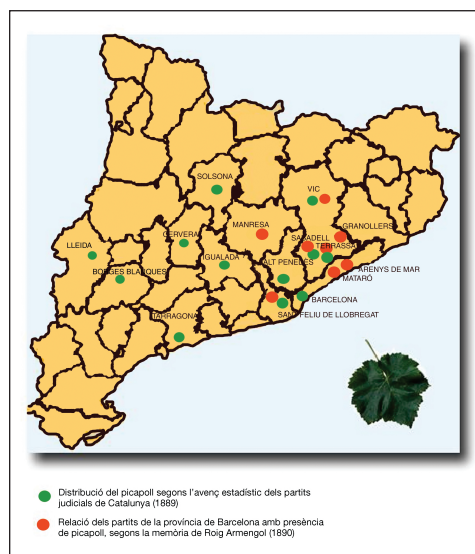 SOLSONA
VIC
MANRESA
GRANOLLERS
SABADELL
TERRASSA
CERVERA
LLEIDA
IGUALADA
ALT PENEDÈS
BORGES BLANQUES
ARENYS DE MAR
MATARÓ
BARCELONA
SANT FELIU DE LLOBREGAT
TARRAGONA
Distribució del picapoll segons l'avenç estadístic dels partits
judicials de Catalunya (1889)
Relació dels partits de la província de Barcelona amb presència
de picapoll, segons la memòria de Roig Armengol (1890)